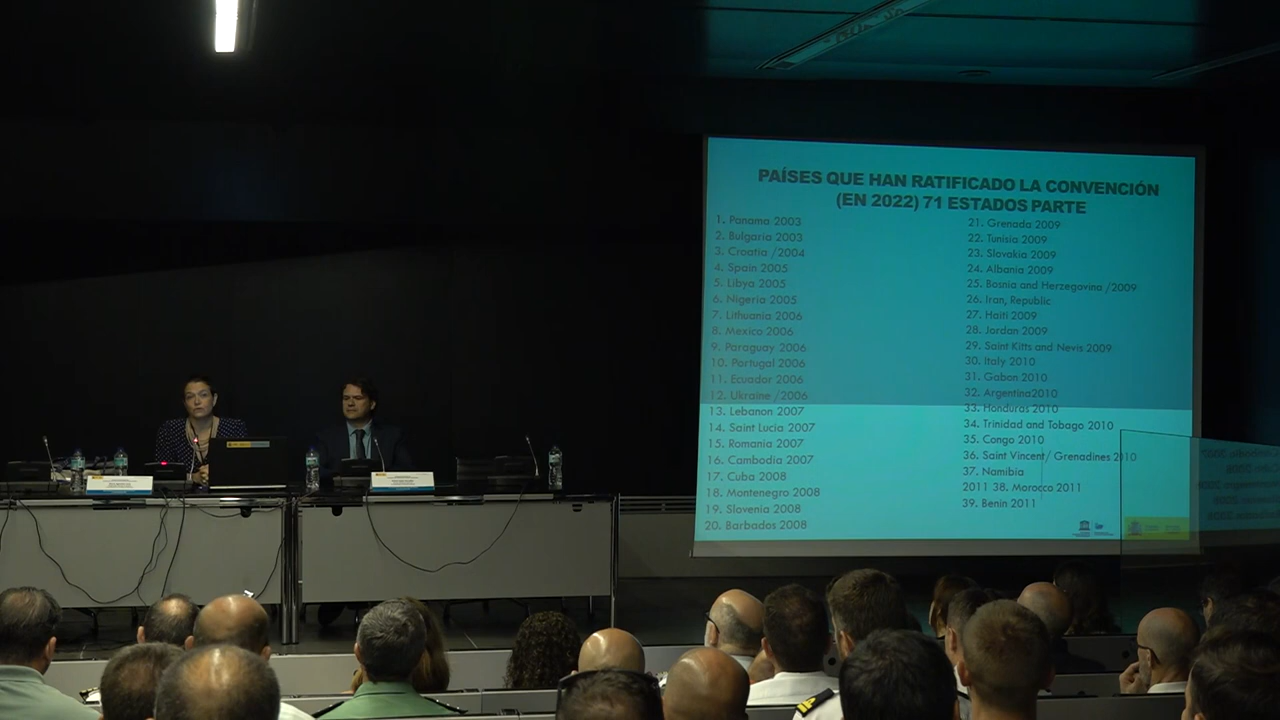 PAÍSES QUE HAN RATIFICADO LA CONVENCIÓN
(EN 2022) 71 ESTADOS PARTE
1. Panama 2003
2. Bulgaria 2003
3. Croatia /2004
4. Spain 2005
5. Libya 2005
6. Nigeria 2005
7. Lithuania 2006
8. Mexico 2006
9. Paraguay 2006
10. Portugal 2006
11. Ecuador 2006
12. Ukraine /2006
13. Lebanon 2007
14. Saint Lucia 2007
15. Romania 2007
16. Cambodia 2007
17. Cuba 2008
18. Montenegro 2008
19. Slovenia 2008
20. Barbados 2008
21. Grenada 2009
22. Tunisia 2009
23. Slovakia 2009
24. Albania 2009
25. Bosnia and Herzegovina /2009
26. Iran, Republic
27. Haiti 2009
28. Jordan 2009
29. Saint Kitts and Nevis 2009
30. Italy 2010
31. Gabon 2010
32. Argentina2010
33. Honduras 2010
34. Trinidad and Tobago 2010
35. Congo 2010
36. Saint Vincent/ Grenadines 2010
37. Namibia
2011 38. Morocco 2011
39. Benin 2011